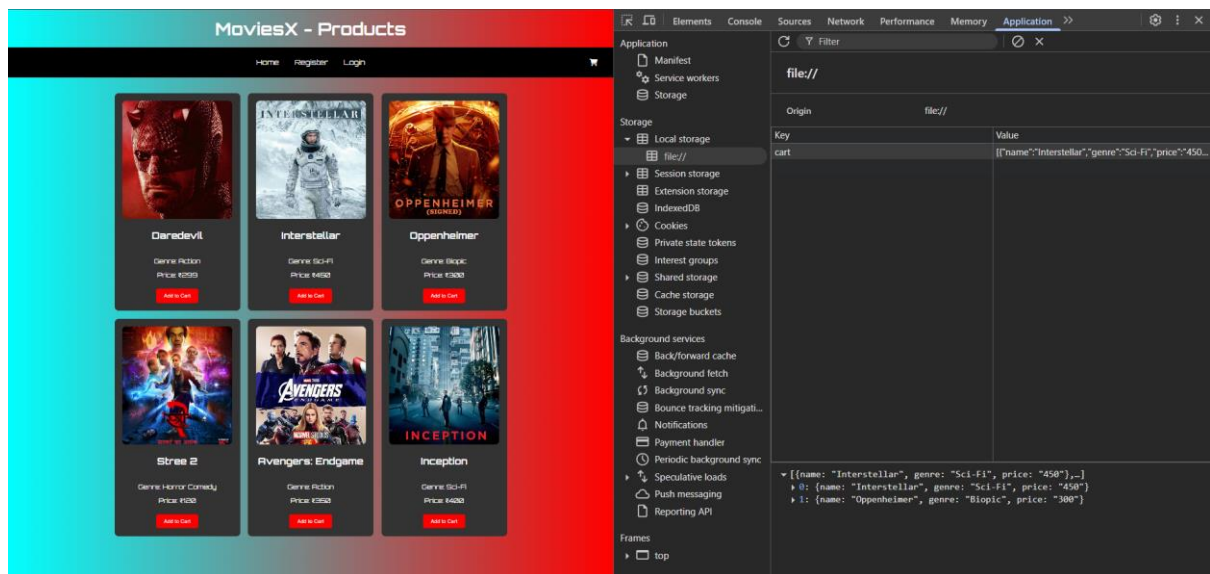 MoviesX - Products
Home Register Login
INTERSTELLAR
OPPENHEIMER
(SIGNED)
Daredevil
Interstellar
Oppenheimer
Genre: Action
Genre: Sci-Fi
Genre: Biopic
Price: ₹299
Price: ₹450
Price: ₹300
Add to Cart
Add to Cart
Add to Cart
AVENGERS
ENDGAME
MARVEL STUDIOS
INCEPTION
Stree 2
Avengers: Endgame
Inception
Genre: Horror Comedy
Genre: Action
Genre: Sci-Fi
Price: ₹120
Price: ₹350
Price: ₹400
Add to Cart
Add to Cart
Add to Cart
Elements Console Sources Network Performance Memory Application
Application
Manifest
Service workers
Storage
Storage
Local storage
file://
Session storage
Extension storage
IndexedDB
Cookies
Private state tokens
Interest groups
Shared storage
Cache storage
Storage buckets
Background services
Back/forward cache
Background fetch
Background sync
Bounce tracking mitigati...
Notifications
Payment handler
Periodic background sync
Speculative loads
Push messaging
Reporting API
Frames
top
Filter
file://
Origin file://
Key Value
cart [{"name":"Interstellar","genre":"Sci-Fi","price":"450...
[{name: "Interstellar", genre: "Sci-Fi", price: "450"},…]
0: {name: "Interstellar", genre: "Sci-Fi", price: "450"}
1: {name: "Oppenheimer", genre: "Biopic", price: "300"}